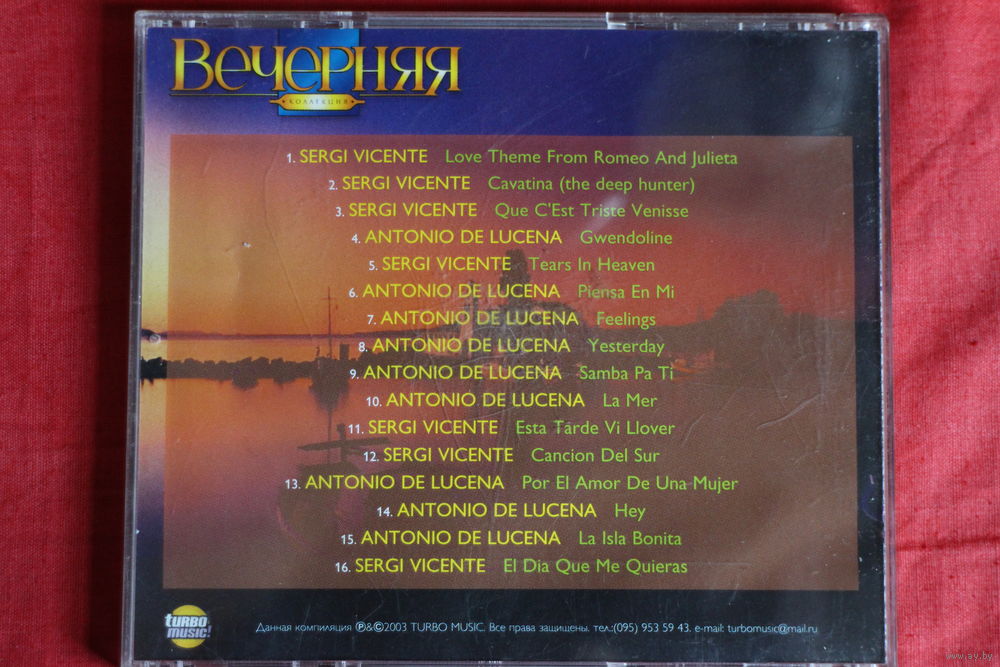 Вечерняя
КОЛЛЕКЦИЯ
1. SERGI VICENTE Love Theme From Romeo And Julieta
2. SERGI VICENTE Cavatina (the deep hunter)
3. SERGI VICENTE Que C'Est Triste Venisse
4. ANTONIO DE LUCENA Gwendoline
5. SERGI VICENTE Tears In Heaven
6. ANTONIO DE LUCENA Piensa En Mi
7. ANTONIO DE LUCENA Feelings
8. ANTONIO DE LUCENA Yesterday
9. ANTONIO DE LUCENA Samba Pa Ti
10. ANTONIO DE LUCENA La Mer
11. SERGI VICENTE Esta Tarde Vi Llover
12. SERGI VICENTE Cancion Del Sur
13. ANTONIO DE LUCENA Por El Amor De Una Mujer
14. ANTONIO DE LUCENA Hey
15. ANTONIO DE LUCENA La Isla Bonita
16. SERGI VICENTE El Dia Que Me Quieras
TURBO
music!
Данная компиляция ℗&©2003 TURBO MUSIC. Все права защищены. тел.:(095) 953 59 43. e-mail: turbomusic@mail.ru
www.ay.by